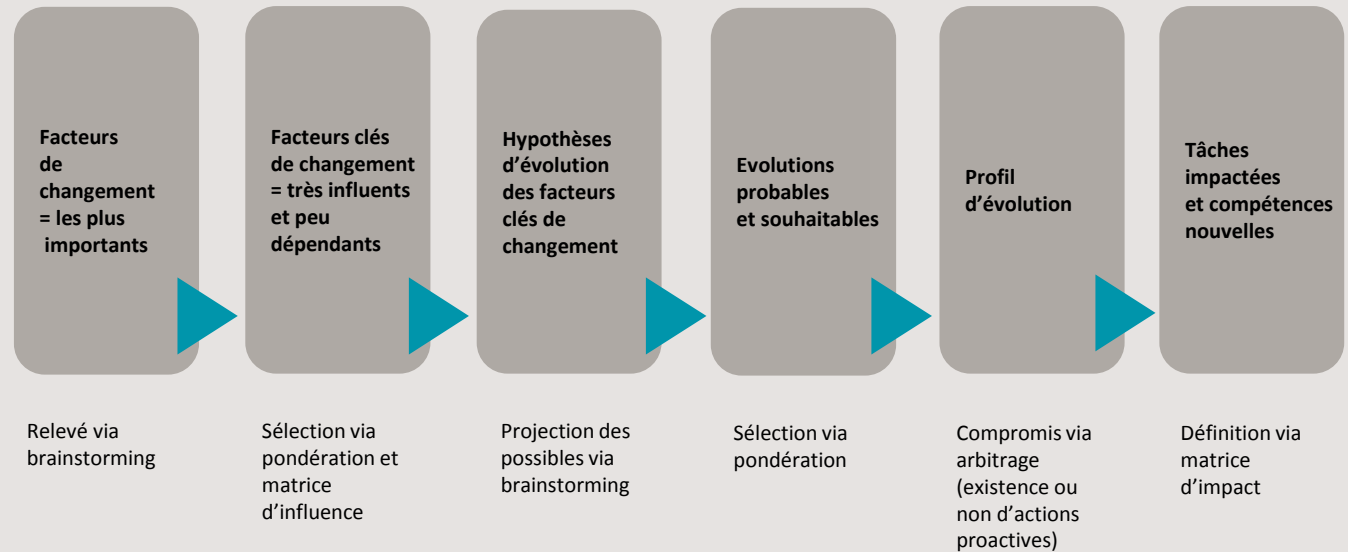 Facteurs
de
changement
= les plus
importants
Facteurs clés
de changement
= très influents
et peu
dépendants
Hypothèses
d’évolution
des facteurs
clés de
changement
Evolutions
probables
et souhaitables
Profil
d’évolution
Tâches
impactées
et compétences
nouvelles
Relevé via
brainstorming
Sélection via
pondération et
matrice
d’influence
Projection des
possibles via
brainstorming
Sélection via
pondération
Compromis via
arbitrage
(existence ou
non d’actions
proactives)
Définition via
matrice
d’impact